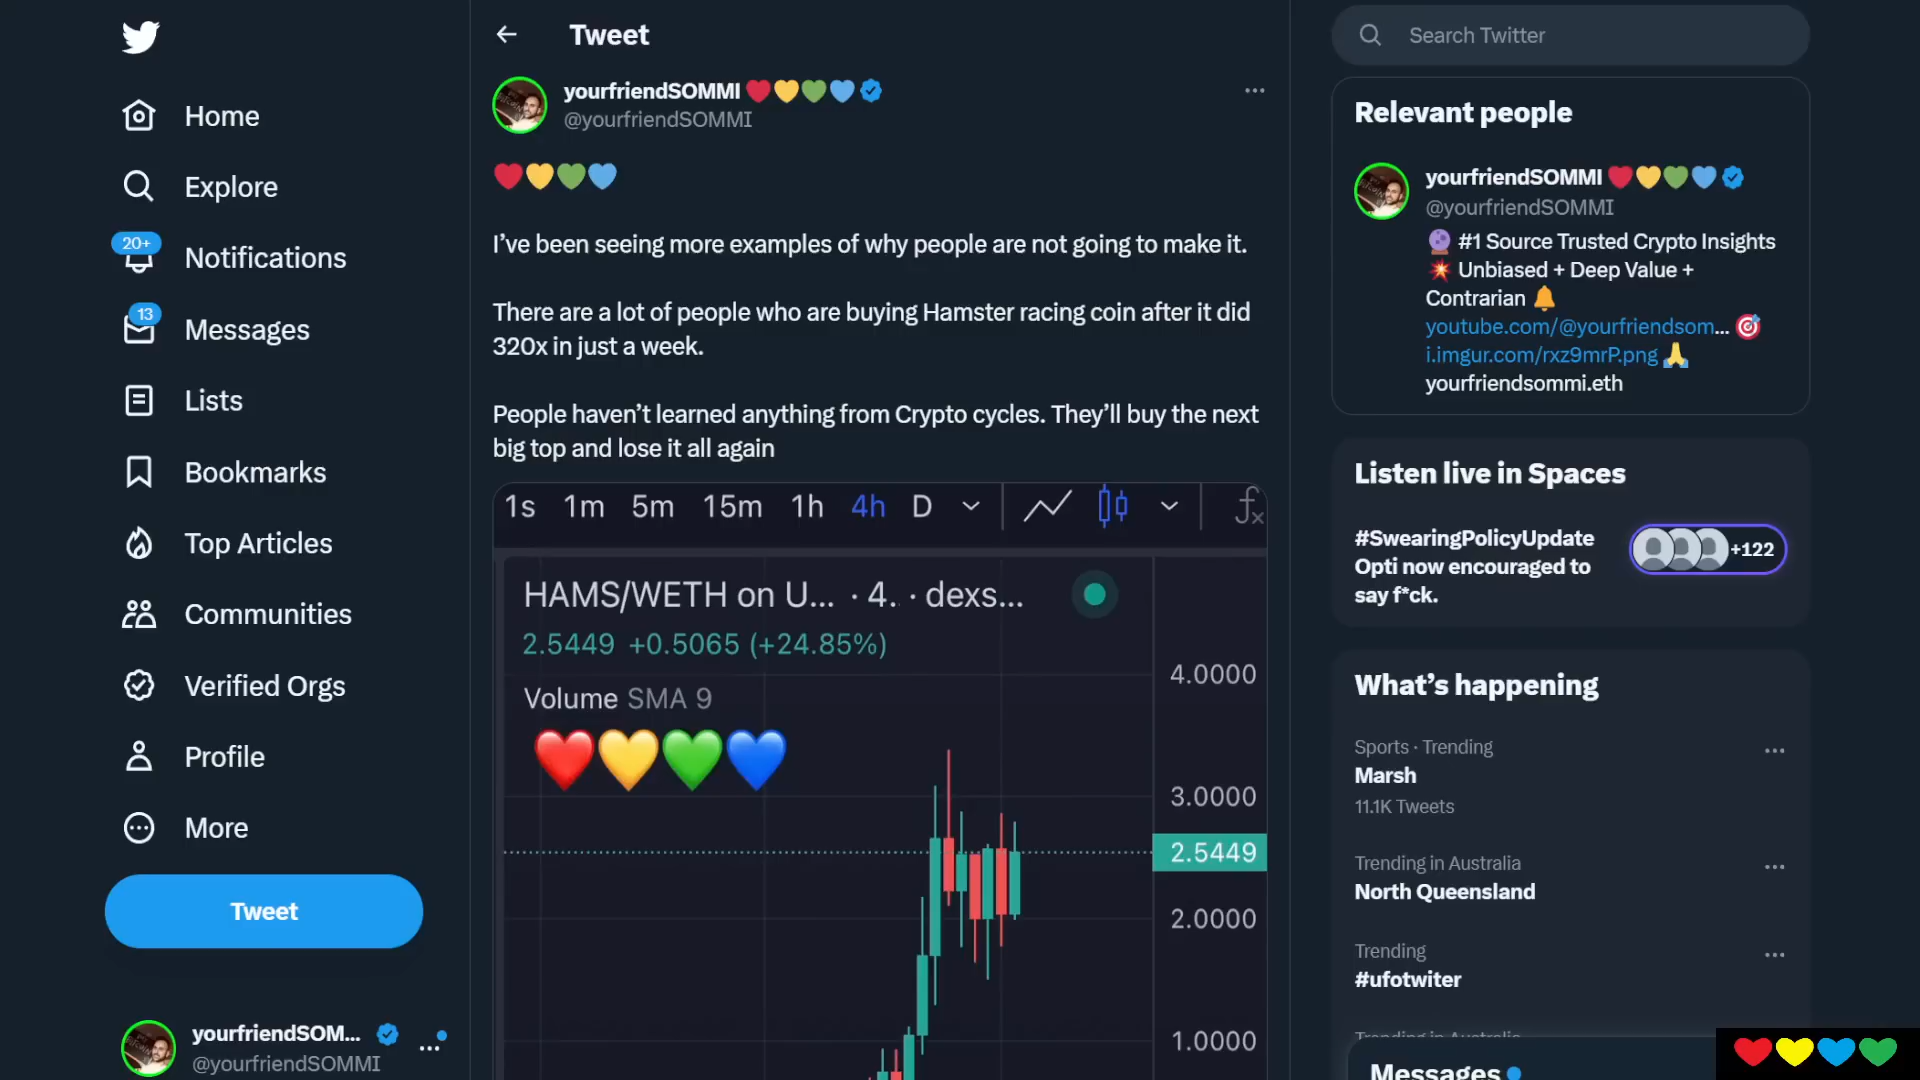 Home
Explore
20+
Notifications
13
Messages
Lists
Bookmarks
Top Articles
Communities
Verified Orgs
Profile
More
Tweet
yourfriendSOM...
@yourfriendSOMMI
Tweet
yourfriendSOMMI ❤️💛💚💙
@yourfriendSOMMI
❤️💛💚💙
I’ve been seeing more examples of why people are not going to make it.
There are a lot of people who are buying Hamster racing coin after it did
320x in just a week.
People haven’t learned anything from Crypto cycles. They’ll buy the next
big top and lose it all again
1s 1m 5m 15m 1h 4h D fx
HAMS/WETH on U... · 4. · dexs...
2.5449 +0.5065 (+24.85%)
Volume SMA 9
❤️💛💚💙
4.0000
3.0000
2.5449
2.0000
1.0000
Search Twitter
Relevant people
yourfriendSOMMI ❤️💛💚💙
@yourfriendSOMMI
🔮 #1 Source Trusted Crypto Insights
💥 Unbiased + Deep Value +
Contrarian 🔔
youtube.com/@yourfriendsom... 🎯
i.imgur.com/rxz9mrP.png 🙏
yourfriendsommi.eth
Listen live in Spaces
#SwearingPolicyUpdate
Opti now encouraged to
say f*ck.
+122
What’s happening
Sports · Trending
Marsh
11.1K Tweets
Trending in Australia
North Queensland
Trending
#ufotwiter
Trending in Australia
Messages